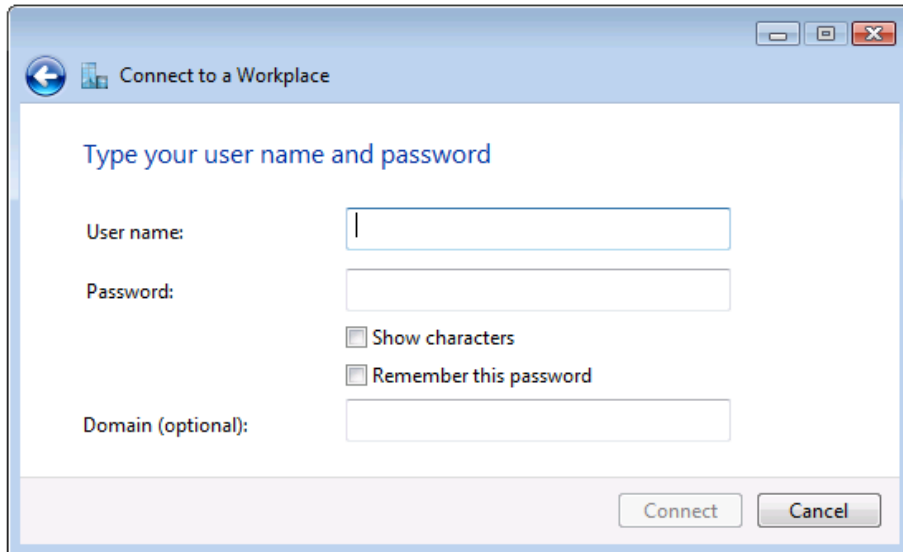 Connect to a Workplace
Type your user name and password
User name:
Password:
Show characters
Remember this password
Domain (optional):
Connect Cancel